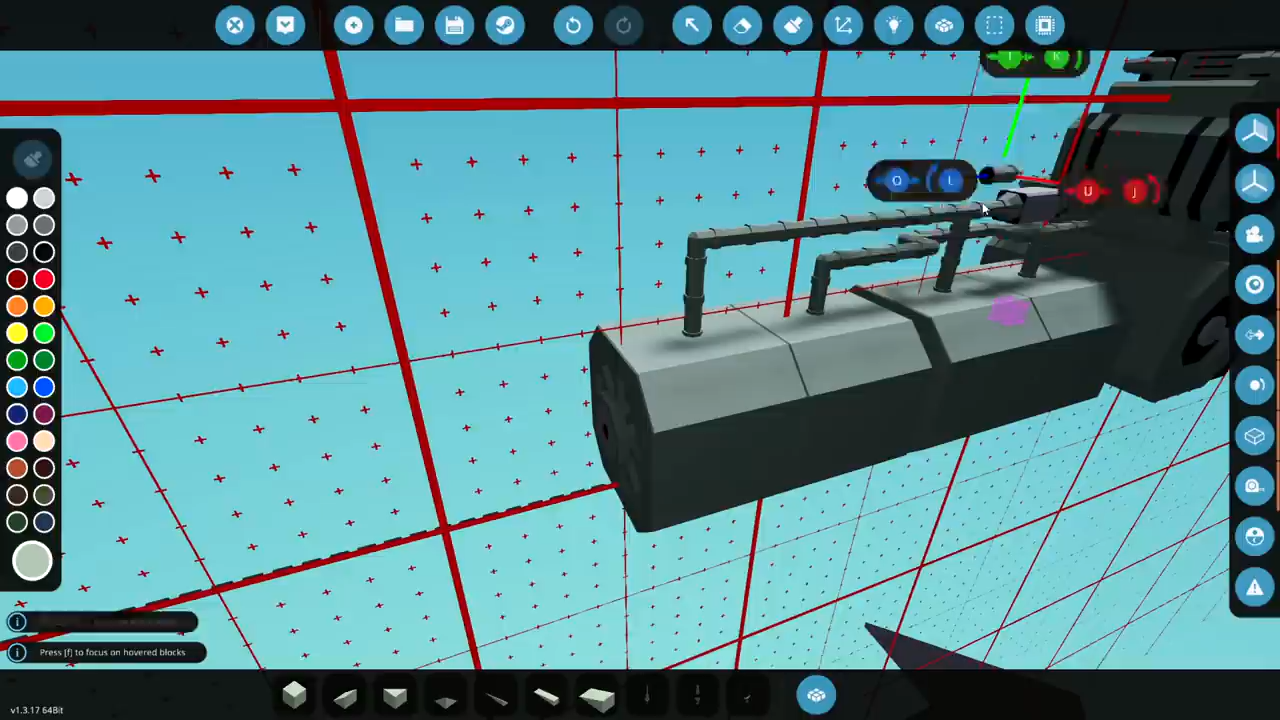 I K
O L
U J
Press [f] to focus on hovered blocks
v1.3.17 64Bit